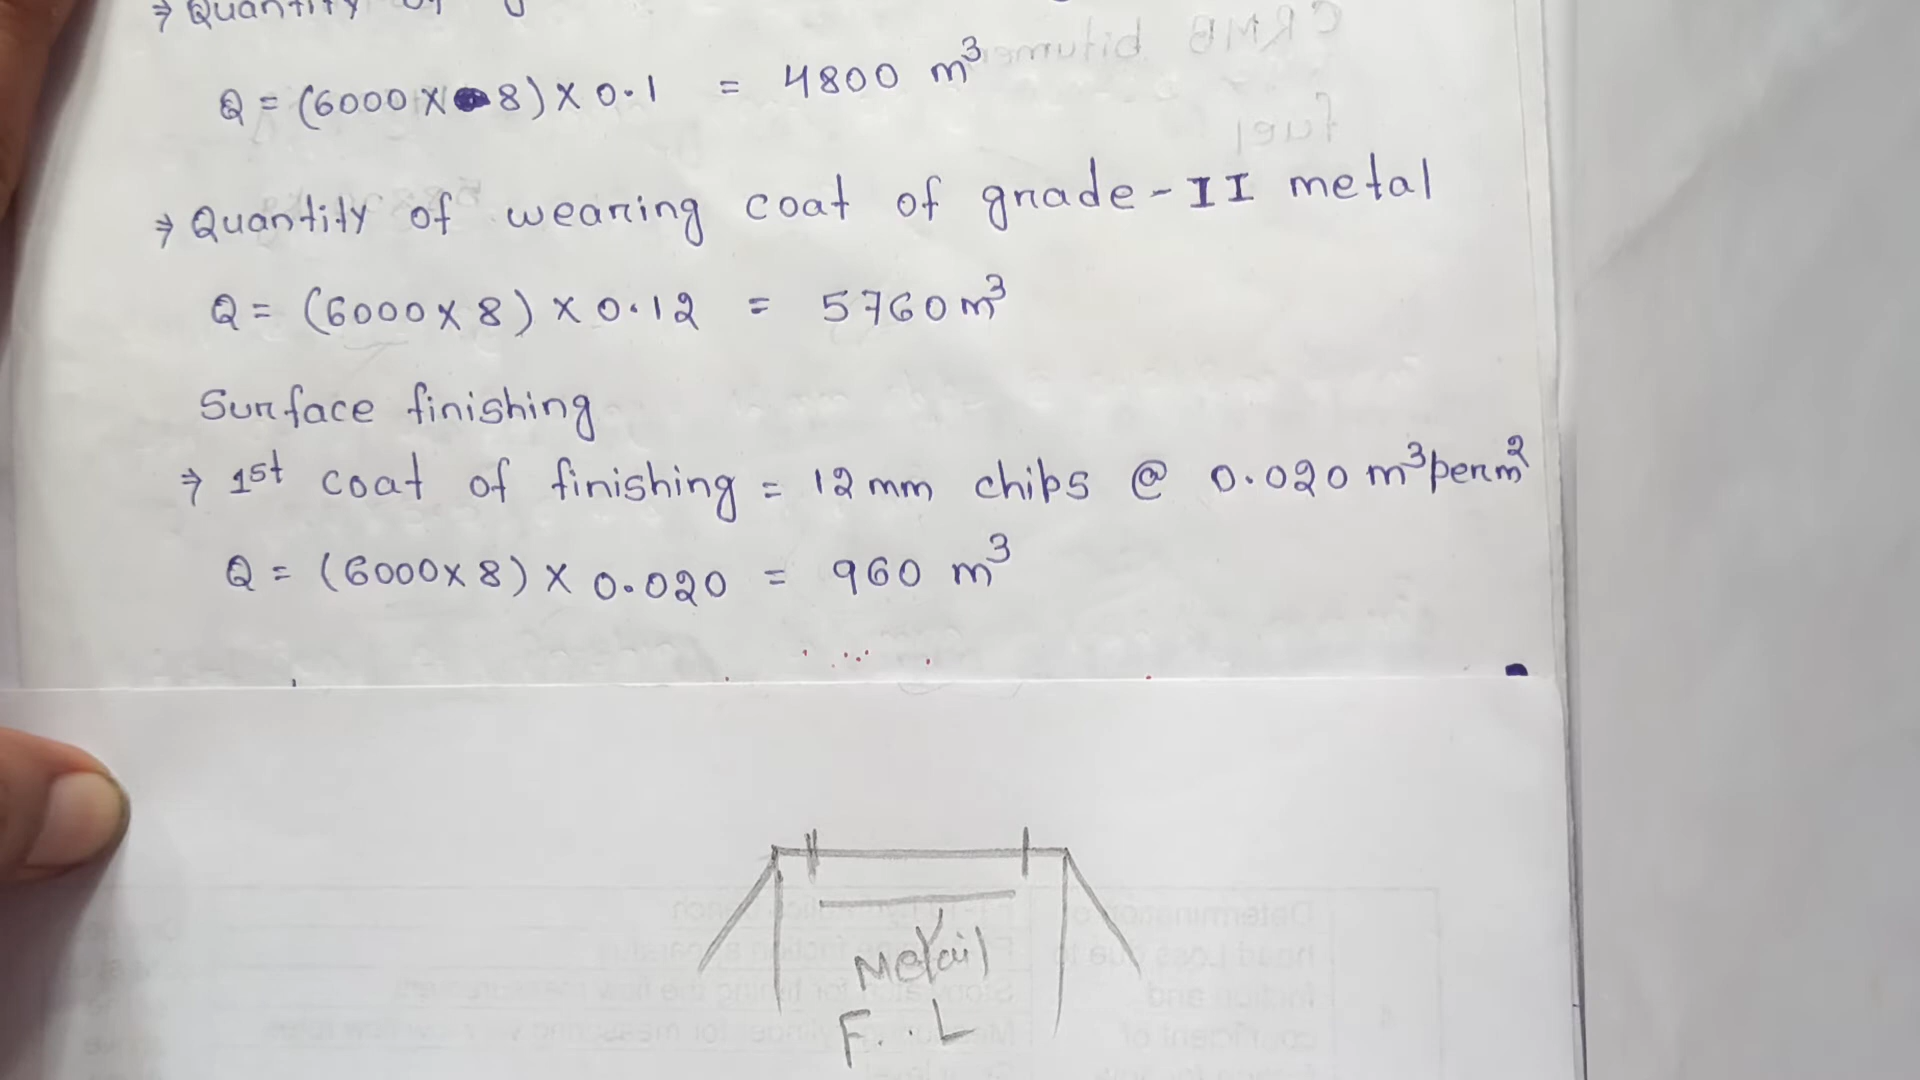 ⇒ Quantity of
Q = (6000 × 8) × 0.1 = 4800 m³
⇒ Quantity of wearing coat of grade-II metal
Q = (6000 × 8) × 0.12 = 5760 m³
Surface finishing
⇒ 1st coat of finishing = 12 mm chips @ 0.020 m³ per m²
Q = (6000 × 8) × 0.020 = 960 m³
F. L